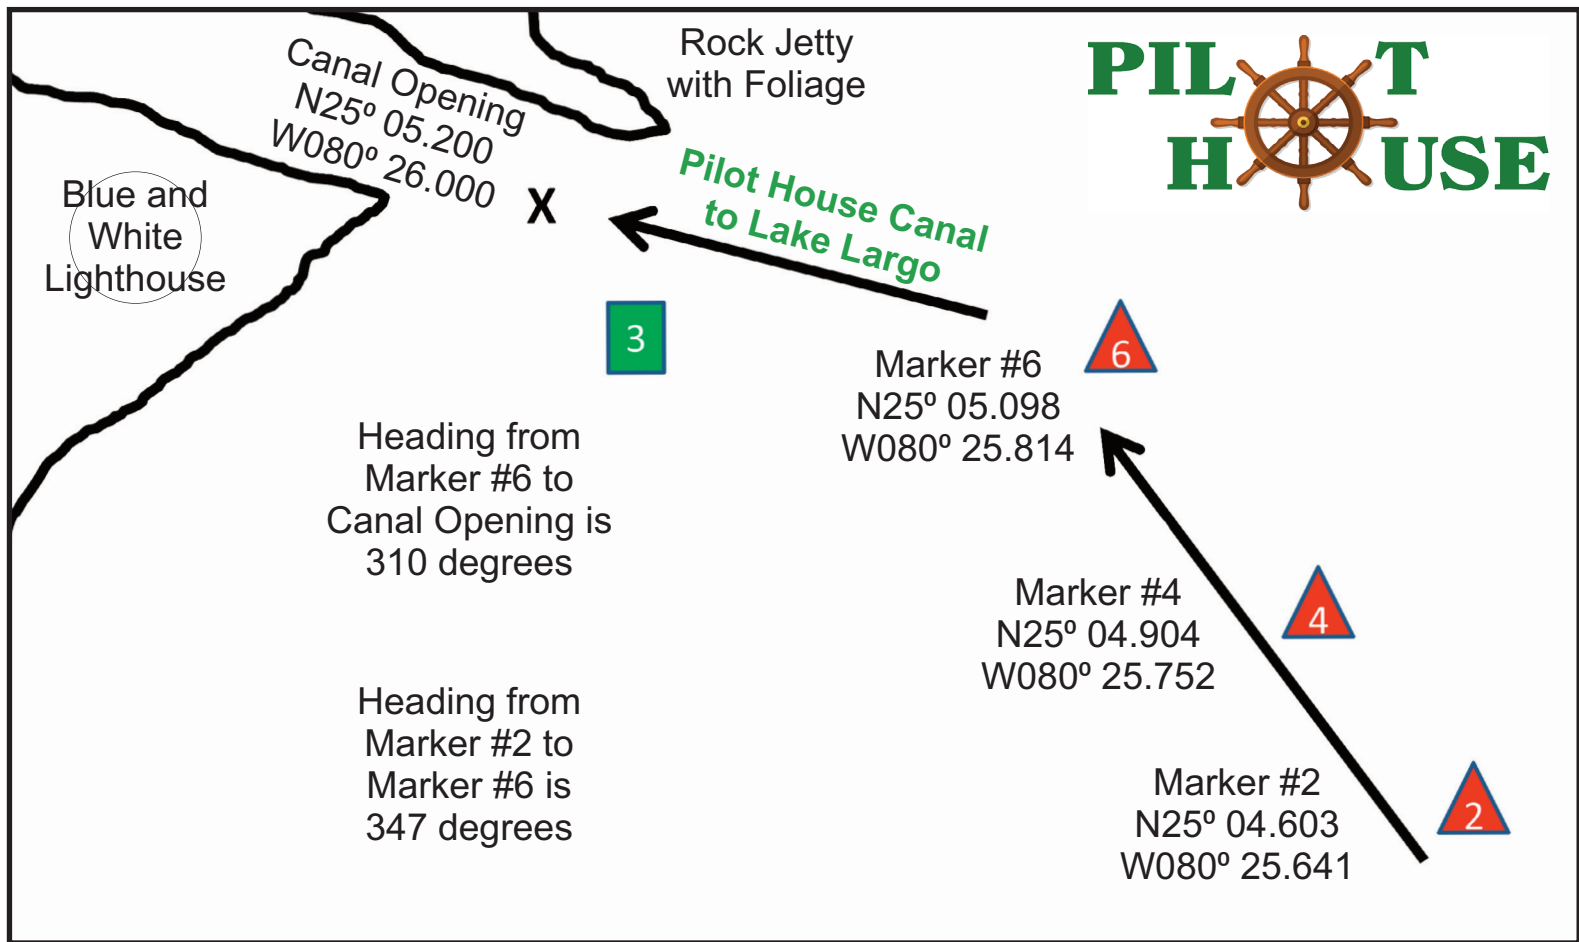 Rock Jetty
with Foliage
PILOT
HOUSE
Canal Opening
N25º 05.200
W080º 26.000
X
Pilot House Canal
to Lake Largo
Blue and
White
Lighthouse
3
6
Marker #6
N25º 05.098
W080º 25.814
Heading from
Marker #6 to
Canal Opening is
310 degrees
4
Marker #4
N25º 04.904
W080º 25.752
Heading from
Marker #2 to
Marker #6 is
347 degrees
2
Marker #2
N25º 04.603
W080º 25.641